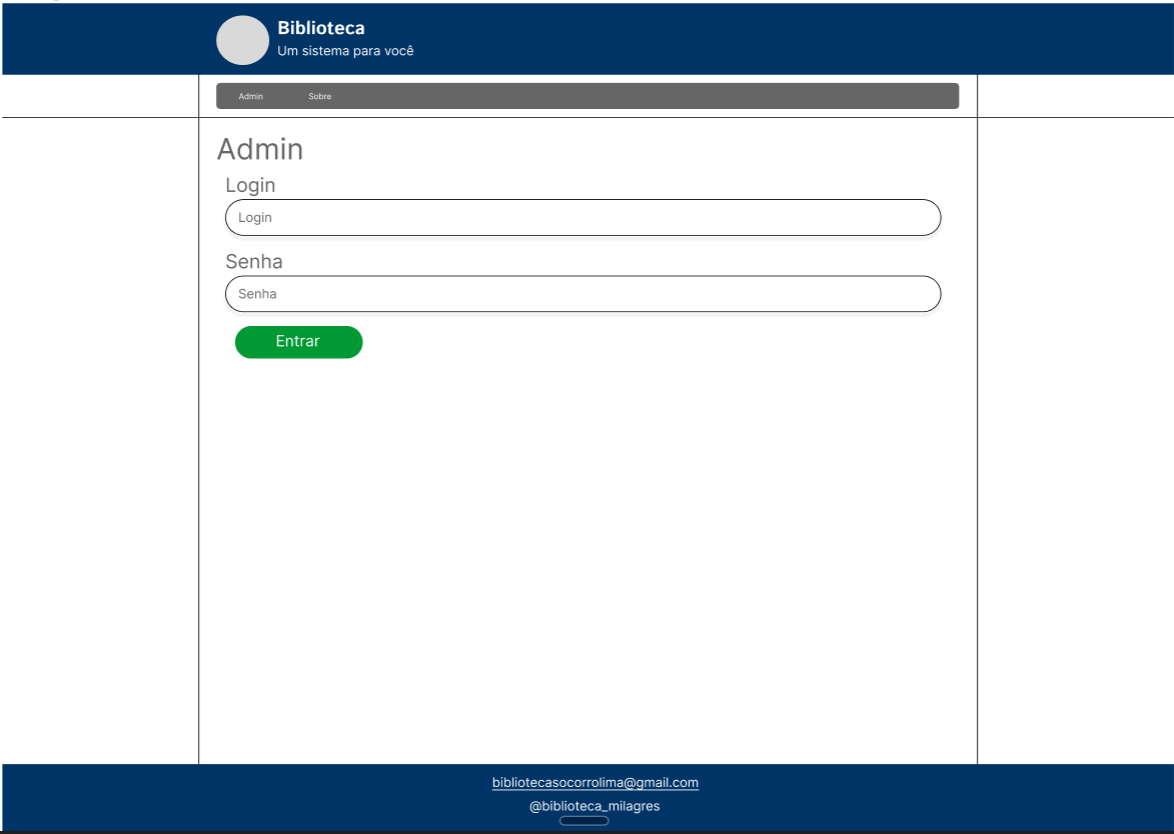 Biblioteca
Um sistema para você
Admin Sobre
Admin
Login
Login
Senha
Senha
Entrar
bibliotecasocorrolima@gmail.com
@biblioteca_milagres